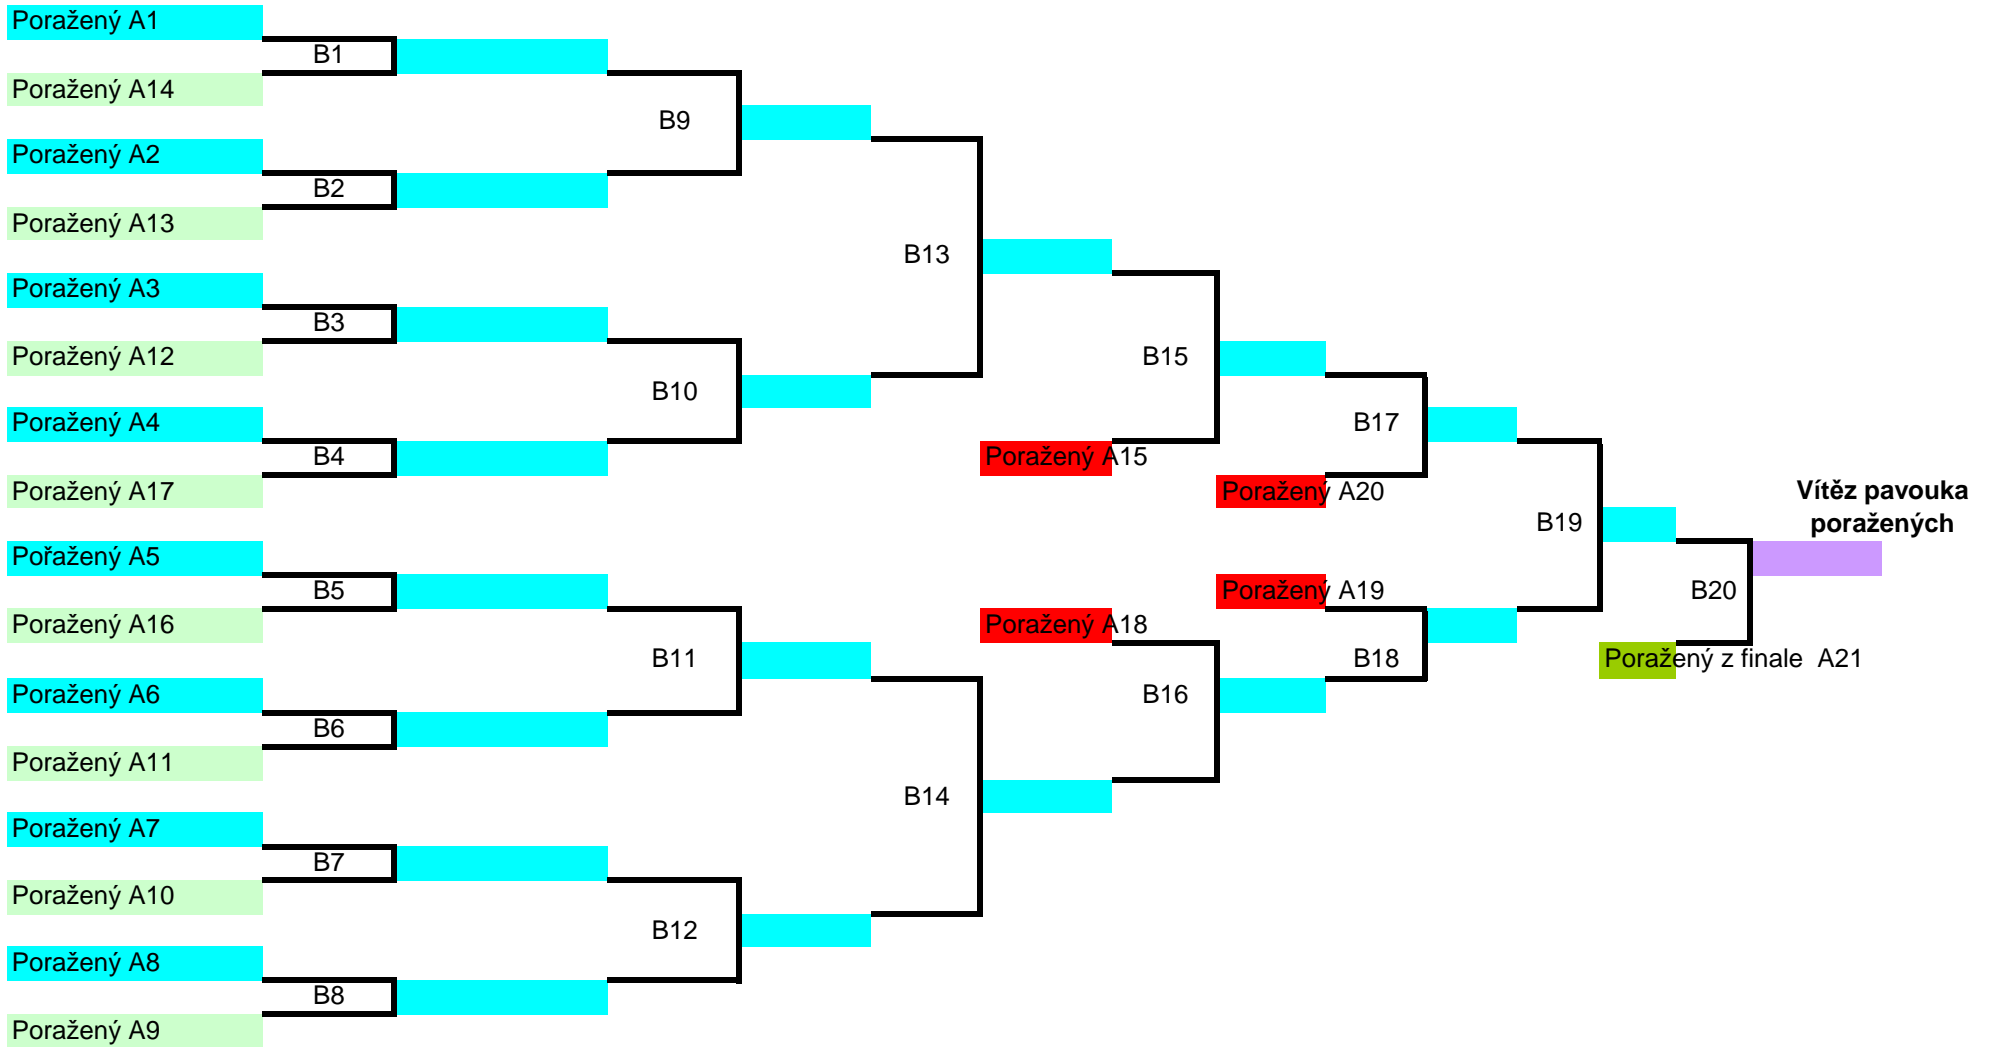 Poražený A1
B1
Poražený A14
B9
Poražený A2
B2
Poražený A13
B13
Poražený A3
B3
Poražený A12
B15
B10
Poražený A4
B17
B4
Poražený A15
Poražený A17
Poražený A20
Vítěz pavouka
poražených
B19
Pořažený A5
B5
Poražený A19
B20
Poražený A16
Poražený A18
B11
B18
Poražený z finale  A21
Poražený A6
B16
B6
Poražený A11
B14
Poražený A7
B7
Poražený A10
B12
Poražený A8
B8
Poražený A9